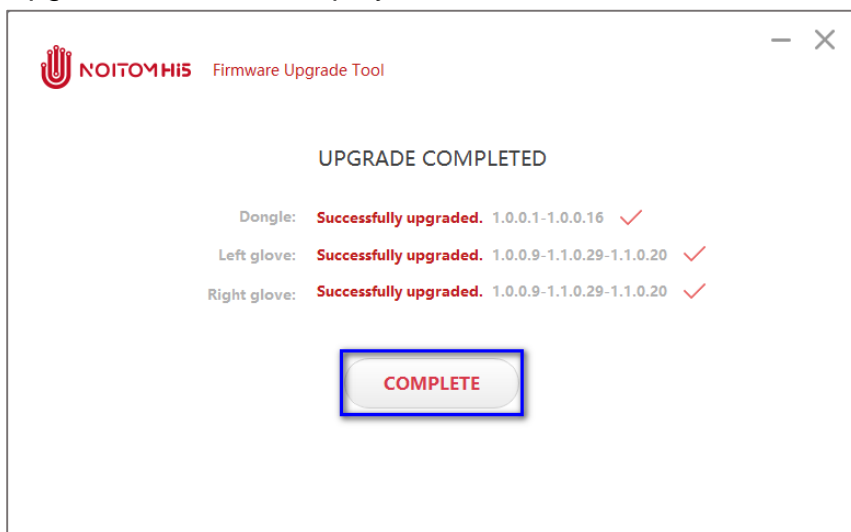 NOITOM Hi5 Firmware Upgrade Tool
UPGRADE COMPLETED
Dongle: Successfully upgraded. 1.0.0.1-1.0.0.16
Left glove: Successfully upgraded. 1.0.0.9-1.1.0.29-1.1.0.20
Right glove: Successfully upgraded. 1.0.0.9-1.1.0.29-1.1.0.20
COMPLETE